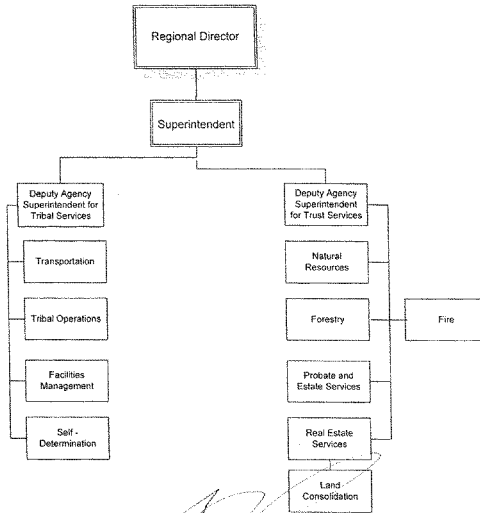 Regional Director
Superintendent
Deputy Agency
Superintendent for
Tribal Services
Deputy Agency
Superintendent
for Trust Services
Transportation
Natural
Resources
Tribal Operations
Forestry
Fire
Facilities
Management
Probate and
Estate Services
Self -
Determination
Real Estate
Services
Land
Consolidation